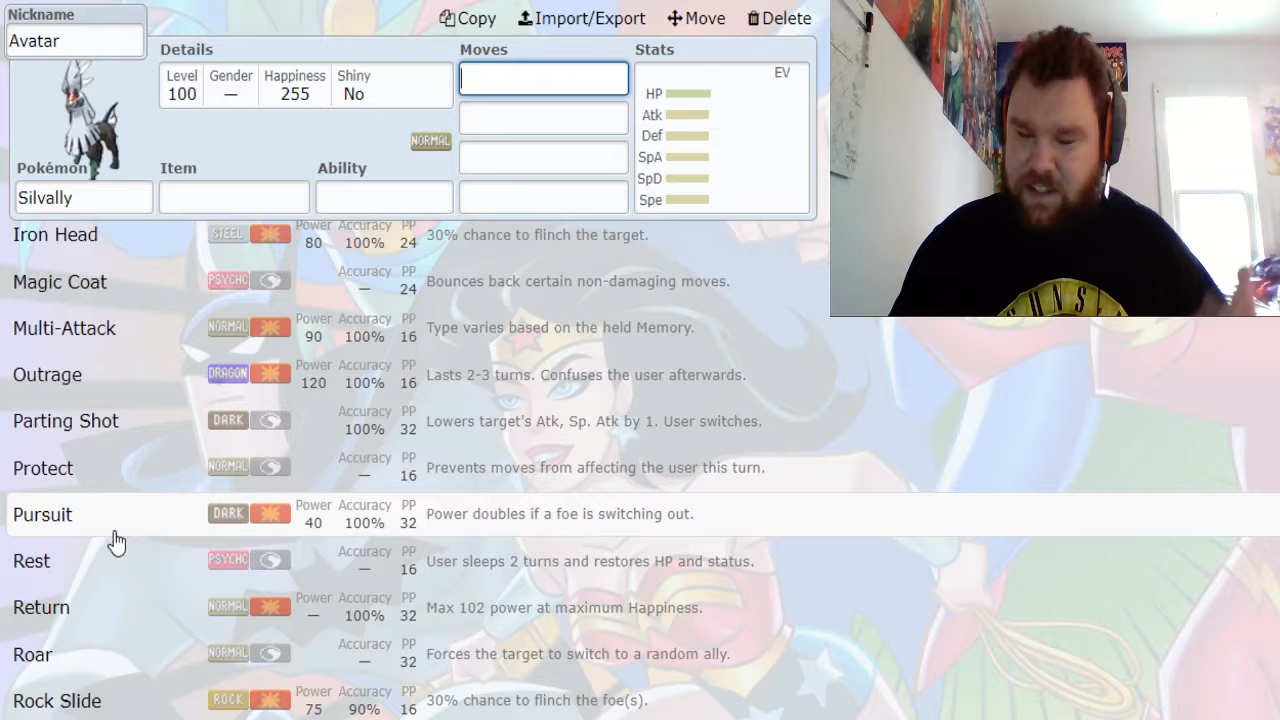 Nickname
Avatar
Copy Import/Export Move Delete
Details Moves Stats
Level Gender Happiness Shiny
100 — 255 No
EV
HP
Atk
Def
SpA
SpD
Spe
NORMAL
Pokémon Item Ability
Silvally
Iron Head STEEL Power 80 Accuracy 100% PP 24 30% chance to flinch the target.
Magic Coat PSYCHC Accuracy — PP 24 Bounces back certain non-damaging moves.
Multi-Attack NORMAL Power 90 Accuracy 100% PP 16 Type varies based on the held Memory.
Outrage DRAGON Power 120 Accuracy 100% PP 16 Lasts 2-3 turns. Confuses the user afterwards.
Parting Shot DARK Accuracy 100% PP 32 Lowers target's Atk, Sp. Atk by 1. User switches.
Protect NORMAL Accuracy — PP 16 Prevents moves from affecting the user this turn.
Pursuit DARK Power 40 Accuracy 100% PP 32 Power doubles if a foe is switching out.
Rest PSYCHC Accuracy — PP 16 User sleeps 2 turns and restores HP and status.
Return NORMAL Power — Accuracy 100% PP 32 Max 102 power at maximum Happiness.
Roar NORMAL Accuracy — PP 32 Forces the target to switch to a random ally.
Rock Slide ROCK Power 75 Accuracy 90% PP 16 30% chance to flinch the foe(s).
GUNS